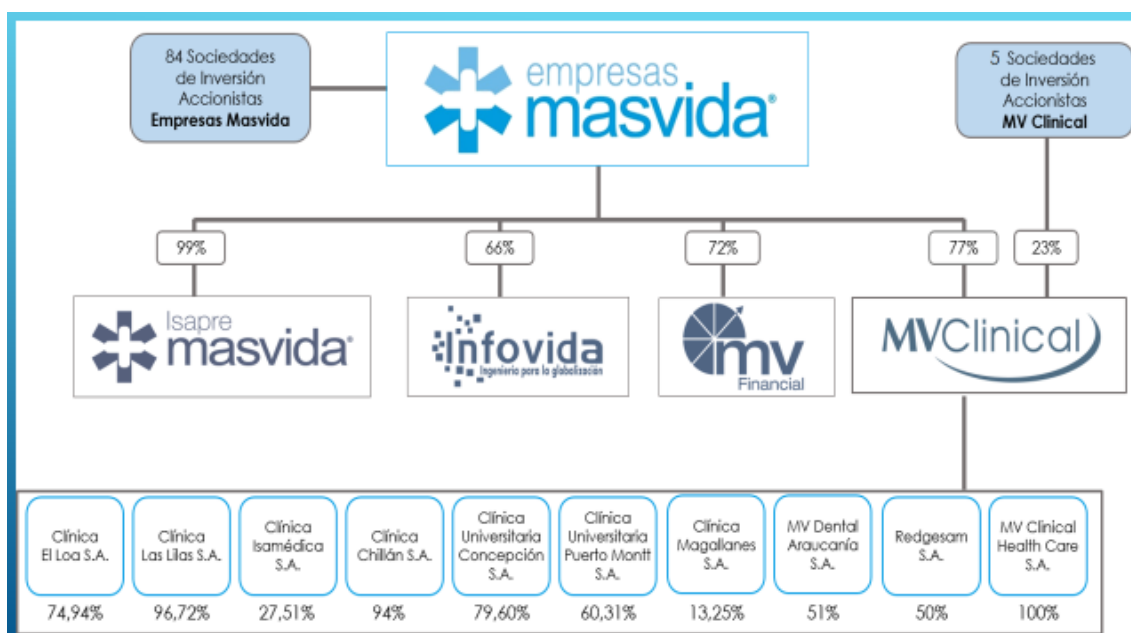 84 Sociedades
de Inversión
Accionistas
Empresas Masvida
empresas
masvida®
5 Sociedades
de Inversión
Accionistas
MV Clinical
99%
66%
72%
77%
23%
Isapre
masvida®
Infovida
Ingeniería para la globalización
mv
Financial
MVClinical
Clínica
El Loa S.A.
74,94%
Clínica
Las Lilas S.A.
96,72%
Clínica
Isamédica
S.A.
27,51%
Clínica
Chillán S.A.
94%
Clínica
Universitaria
Concepción
S.A.
79,60%
Clínica
Universitaria
Puerto Montt
S.A.
60,31%
Clínica
Magallanes
S.A.
13,25%
MV Dental
Araucanía
S.A.
51%
Redgesam
S.A.
50%
MV Clinical
Health Care
S.A.
100%